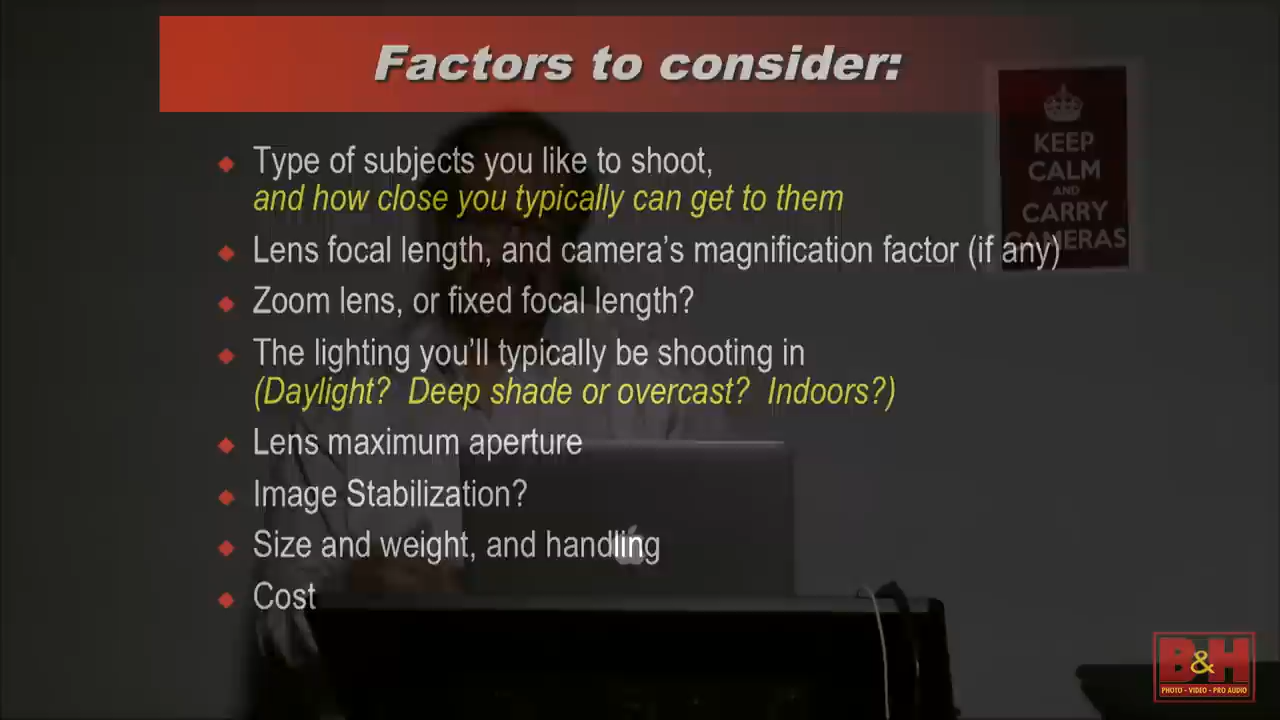 Factors to consider:
Type of subjects you like to shoot,
and how close you typically can get to them
Lens focal length, and camera's magnification factor (if any)
Zoom lens, or fixed focal length?
The lighting you'll typically be shooting in
(Daylight?  Deep shade or overcast?  Indoors?)
Lens maximum aperture
Image Stabilization?
Size and weight, and handling
Cost
KEEP
CALM
AND
CARRY
CAMERAS
B&H
PHOTO - VIDEO - PRO AUDIO